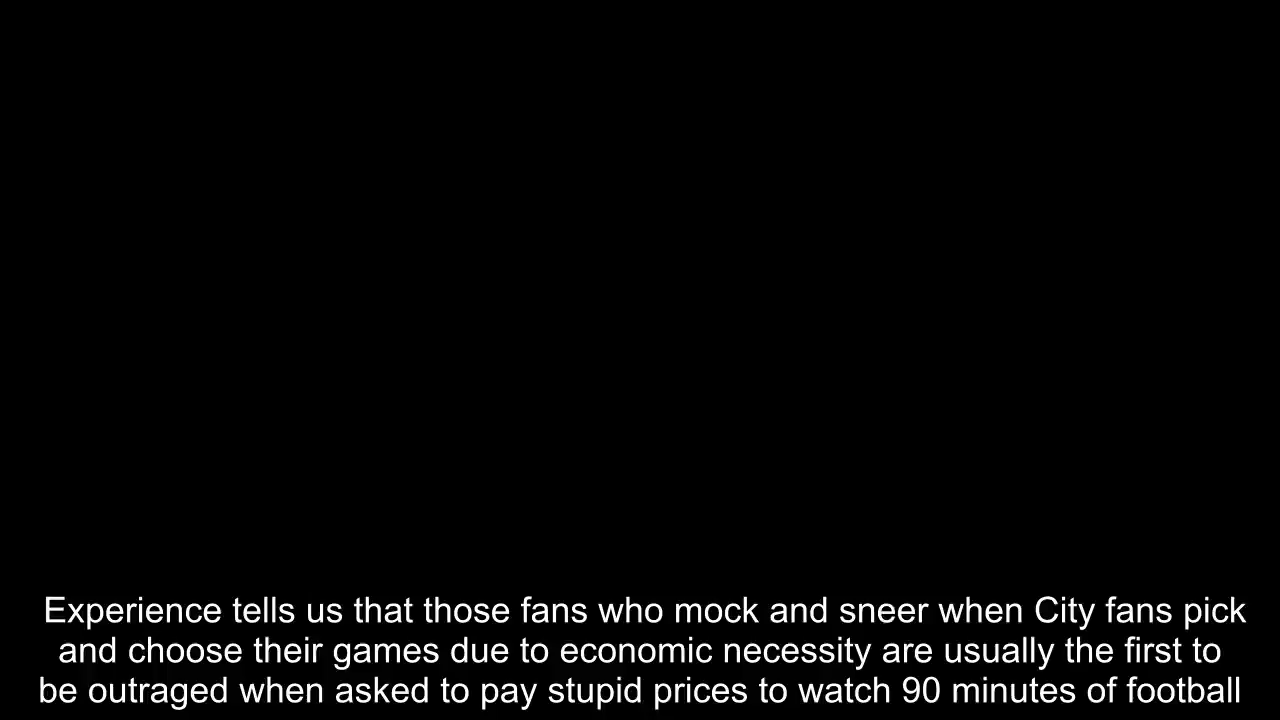 Experience tells us that those fans who mock and sneer when City fans pick
and choose their games due to economic necessity are usually the first to
be outraged when asked to pay stupid prices to watch 90 minutes of football